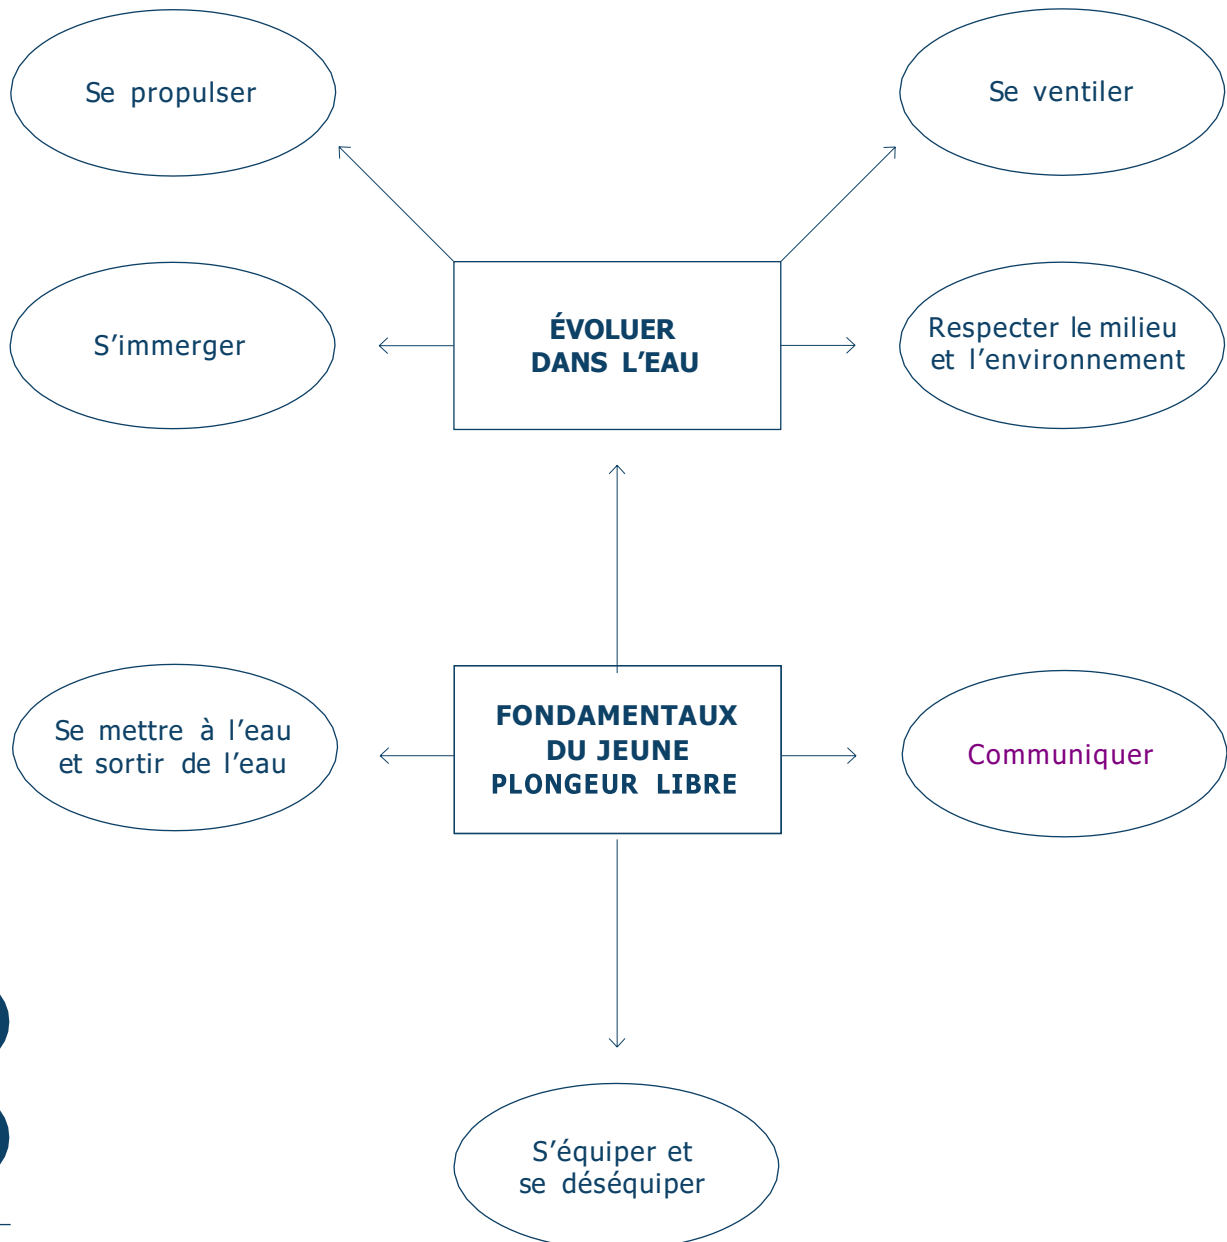 Se propulser
Se ventiler
S’immerger
ÉVOLUER
DANS L’EAU
Respecter le milieu
et l’environnement
Se mettre à l’eau
et sortir de l’eau
FONDAMENTAUX
DU JEUNE
PLONGEUR LIBRE
Communiquer
S’équiper et
se déséquiper